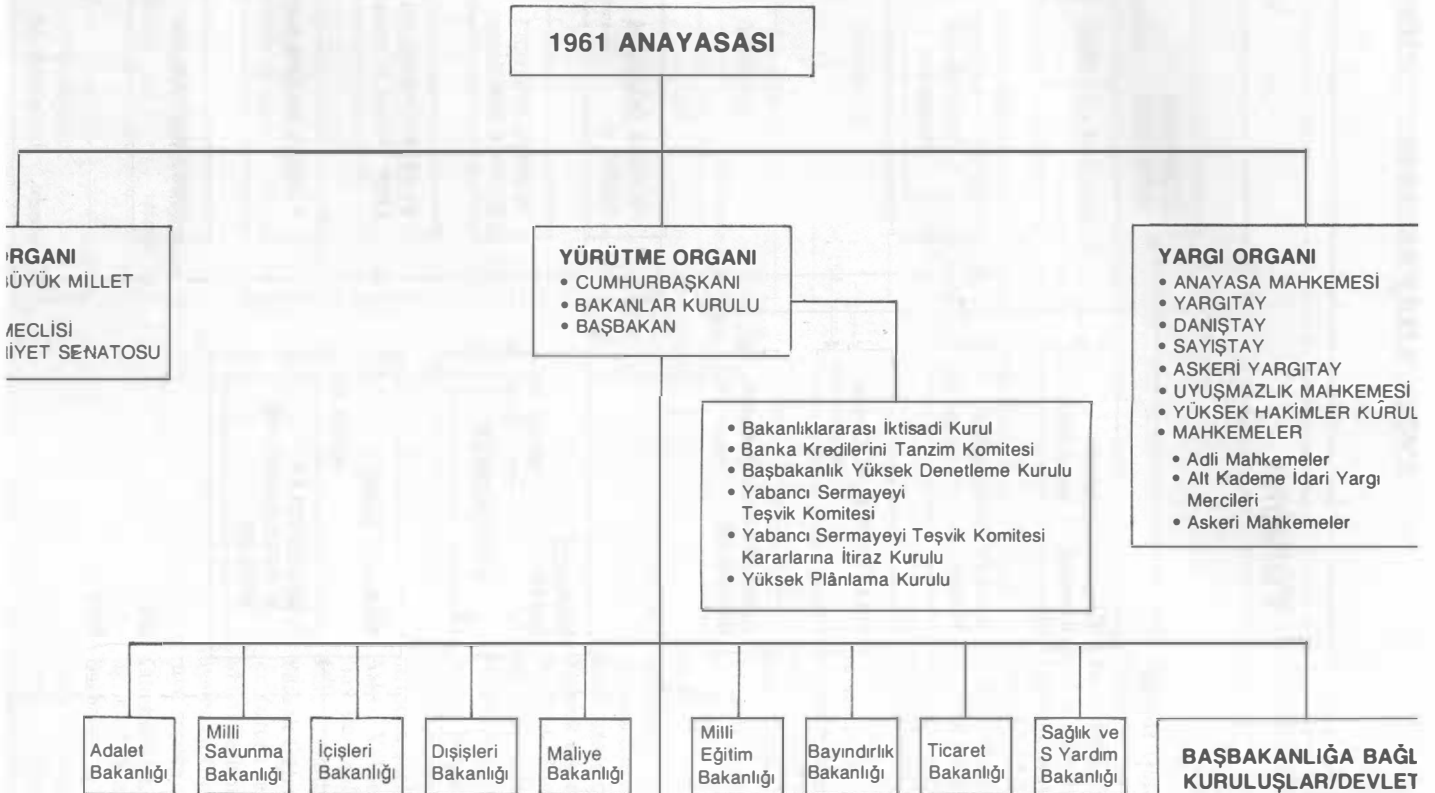 1961 ANAYASASI
BÜYÜK MİLLET
MECLİSİ
SENATOSU
YÜRÜTME ORGANI
• CUMHURBAŞKANI
• BAKANLAR KURULU
• BAŞBAKAN
• Bakanlıklararası İktisadi Kurul
• Banka Kredilerini Tanzim Komitesi
• Başbakanlık Yüksek Denetleme Kurulu
• Yabancı Sermayeyi
Teşvik Komitesi
• Yabancı Sermayeyi Teşvik Komitesi
Kararlarına İtiraz Kurulu
• Yüksek Plânlama Kurulu
YARGI ORGANI
• ANAYASA MAHKEMESİ
• YARGITAY
• DANIŞTAY
• SAYIŞTAY
• ASKERİ YARGITAY
• UYUŞMAZLIK MAHKEMESİ
• YÜKSEK HAKİMLER KURUL
• MAHKEMELER
• Adli Mahkemeler
• Alt Kademe İdari Yargı
Mercileri
• Askeri Mahkemeler
Adalet
Bakanlığı
Milli
Savunma
Bakanlığı
İçişleri
Bakanlığı
Dışişleri
Bakanlığı
Maliye
Bakanlığı
Milli
Eğitim
Bakanlığı
Bayındırlık
Bakanlığı
Ticaret
Bakanlığı
Sağlık ve
S Yardım
Bakanlığı
BAŞBAKANLIĞA BAĞL
KURULUŞLAR/DEVLET